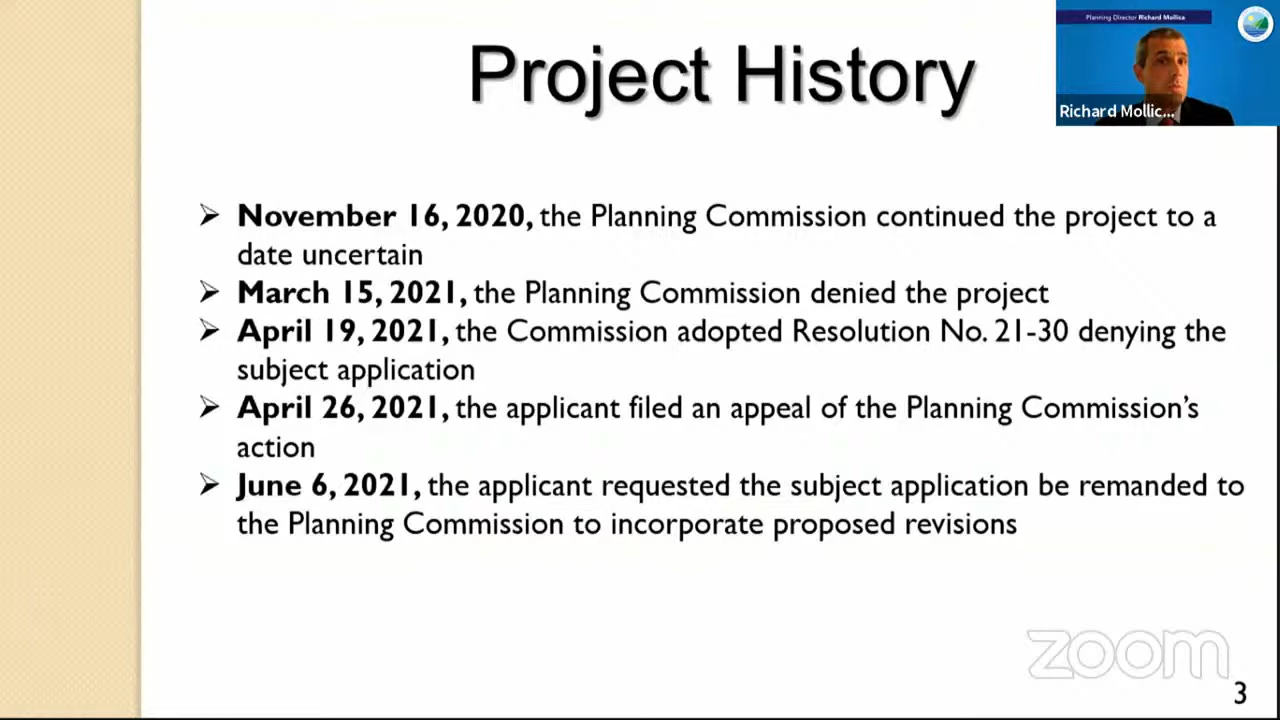 Project History
Planning Director Richard Mollica
Richard Mollic...
➢ November 16, 2020, the Planning Commission continued the project to a
date uncertain
➢ March 15, 2021, the Planning Commission denied the project
➢ April 19, 2021, the Commission adopted Resolution No. 21-30 denying the
subject application
➢ April 26, 2021, the applicant filed an appeal of the Planning Commission's
action
➢ June 6, 2021, the applicant requested the subject application be remanded to
the Planning Commission to incorporate proposed revisions
zoom
3